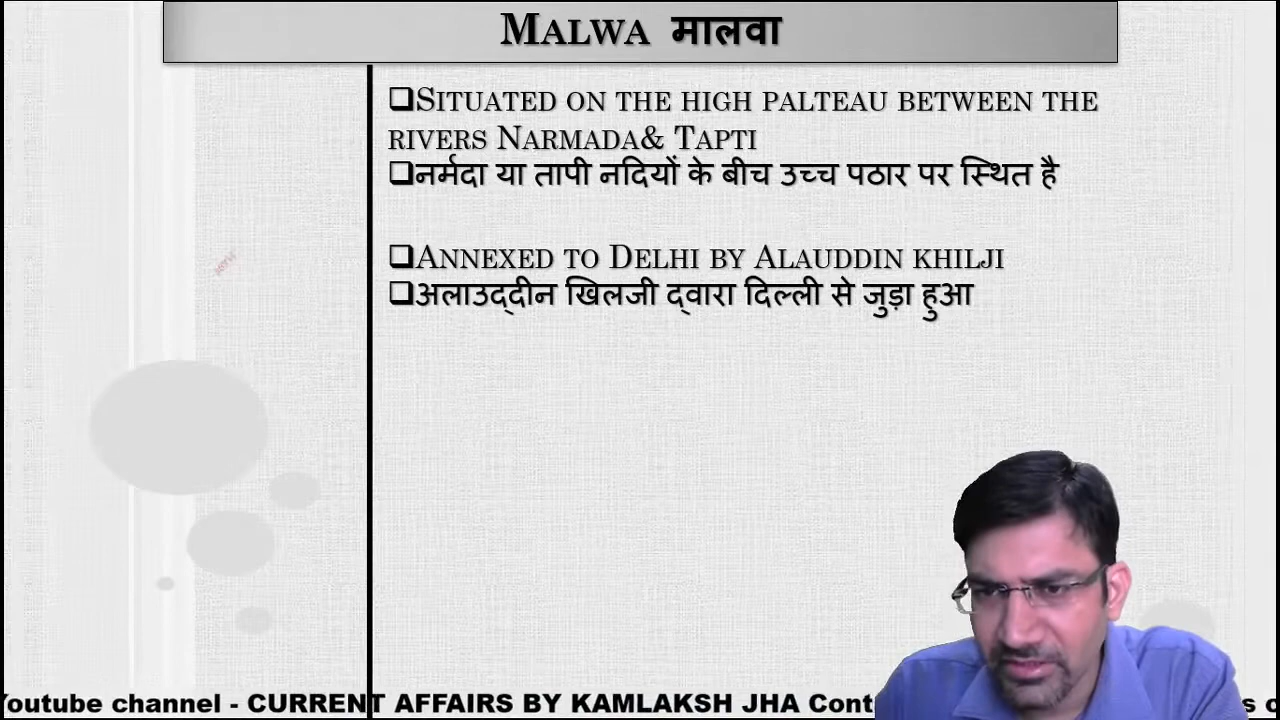 MALWA मालवा
❑SITUATED ON THE HIGH PALTEAU BETWEEN THE
RIVERS NARMADA& TAPTI
❑नर्मदा या तापी नदियों के बीच उच्च पठार पर स्थित है
❑ANNEXED TO DELHI BY ALAUDDIN KHILJI
❑अलाउद्दीन खिलजी द्वारा दिल्ली से जुड़ा हुआ
Youtube channel - CURRENT AFFAIRS BY KAMLAKSH JHA Cont